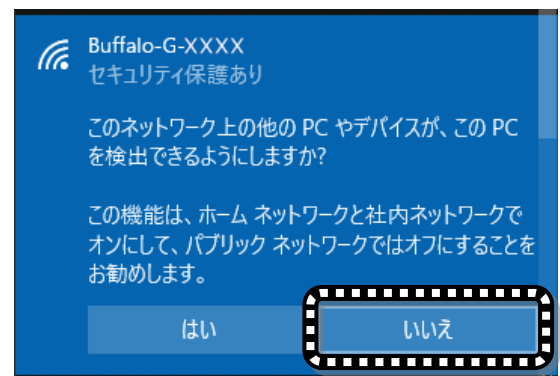 Buffalo-G-XXXX
セキュリティ保護あり
このネットワーク上の他の PC やデバイスが、この PC
を検出できるようにしますか?
この機能は、ホーム ネットワークと社内ネットワークで
オンにして、パブリック ネットワークではオフにすることを
お勧めします。
はい
いいえ